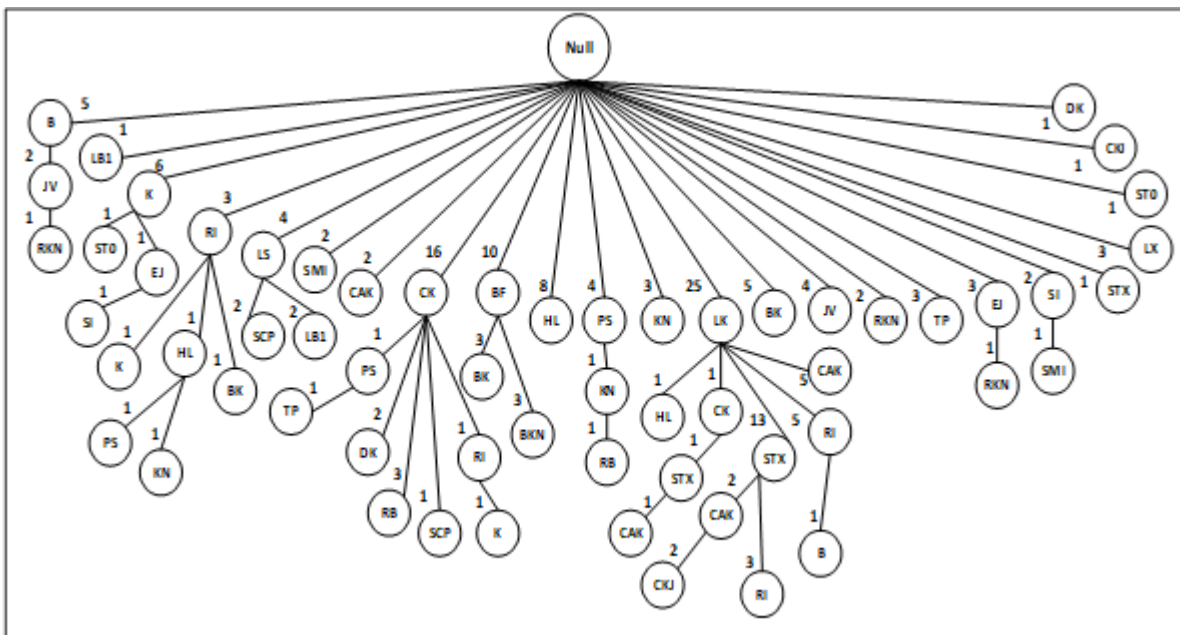 Null
5
B
2
JV
1
RKN
1
LB1
6
K
1
ST0
1
EJ
1
SI
3
RI
1
K
1
HL
1
PS
1
KN
1
BK
4
LS
2
SCP
2
LB1
2
SMI
2
CAK
16
CK
1
PS
1
TP
2
DK
3
RB
1
SCP
1
RI
1
K
10
BF
3
BK
3
BKN
8
HL
4
PS
1
KN
1
RB
3
KN
25
LK
1
HL
1
CK
1
STX
1
CAK
13
STX
2
CAK
2
CKJ
3
RI
5
RI
1
B
5
CAK
5
BK
4
JV
2
RKN
3
TP
3
EJ
1
RKN
2
SI
1
SMI
1
STX
3
LX
1
ST0
1
CKJ
1
DK